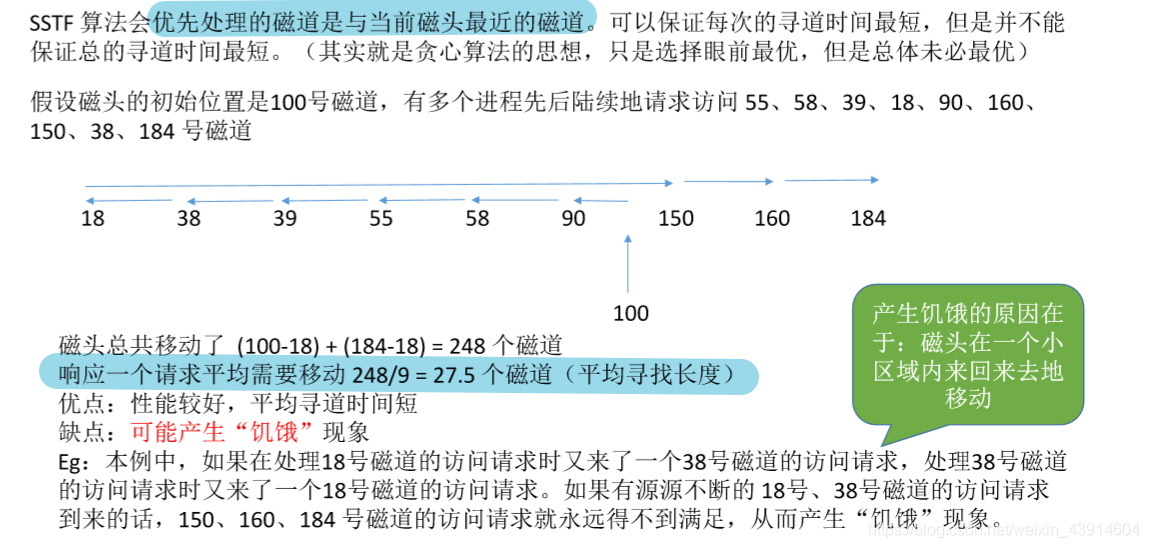 SSTF 算法会优先处理的磁道是与当前磁头最近的磁道。可以保证每次的寻道时间最短，但是并不能
保证总的寻道时间最短。（其实就是贪心算法的思想，只是选择眼前最优，但是总体未必最优）
假设磁头的初始位置是100号磁道，有多个进程先后陆续地请求访问 55、58、39、18、90、160、
150、38、184 号磁道
18 38 39 55 58 90 150 160 184
100
磁头总共移动了 (100-18) + (184-18) = 248 个磁道
响应一个请求平均需要移动 248/9 = 27.5 个磁道（平均寻找长度）
优点：性能较好，平均寻道时间短
缺点：可能产生“饥饿”现象
Eg：本例中，如果在处理18号磁道的访问请求时又来了一个38号磁道的访问请求，处理38号磁道
的访问请求时又来了一个18号磁道的访问请求。如果有源源不断的 18号、38号磁道的访问请求
到来的话，150、160、184 号磁道的访问请求就永远得不到满足，从而产生“饥饿”现象。
产生饥饿的原因在
于：磁头在一个小
区域内来回来去地
移动
https://blog.csdn.net/weixin_43914604